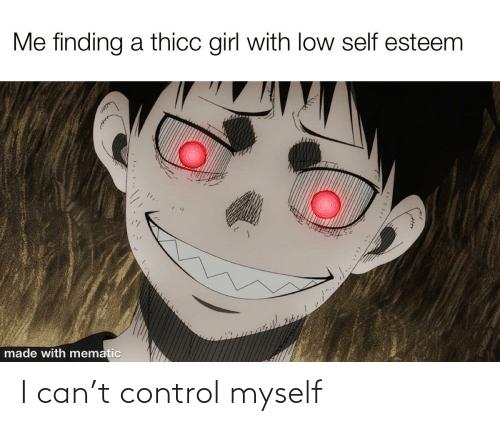 Me finding a thicc girl with low self esteem
made with mematic
I can’t control myself